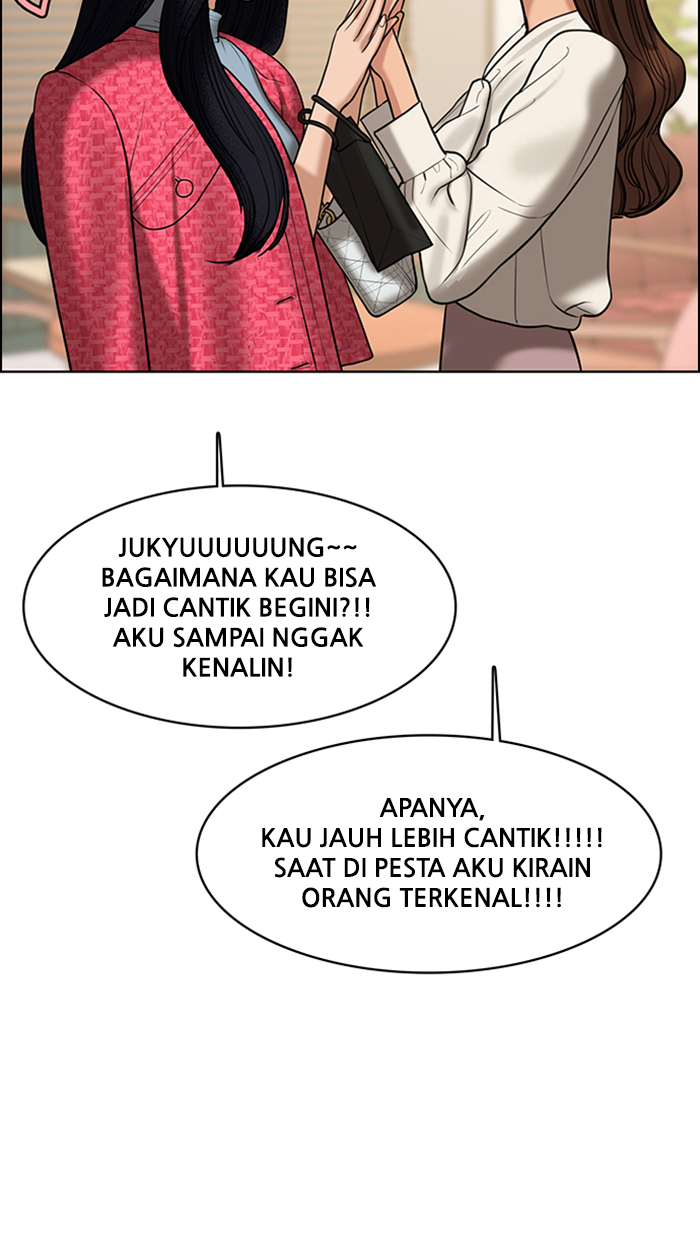 JUKYUUUUUUNG~~
BAGAIMANA KAU BISA
JADI CANTIK BEGINI?!!
AKU SAMPAI NGGAK
KENALIN!
APANYA,
KAU JAUH LEBIH CANTIK!!!!!
SAAT DI PESTA AKU KIRAIN
ORANG TERKENAL!!!!